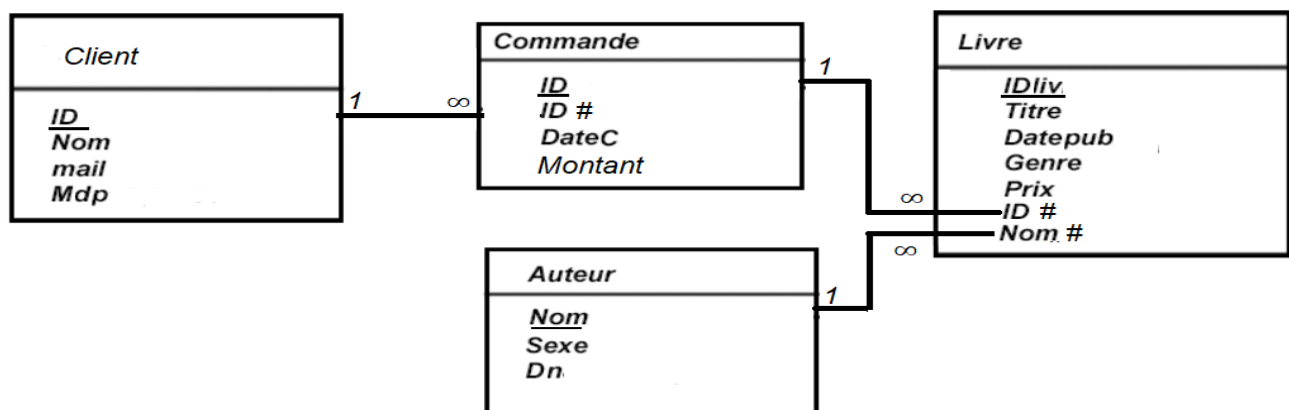 Client
ID
Nom
mail
Mdp
1
∞
Commande
ID
ID #
DateC
Montant
1
∞
Livre
IDliv
Titre
Datepub
Genre
Prix
ID #
Nom #
∞
Auteur
Nom
Sexe
Dn
1